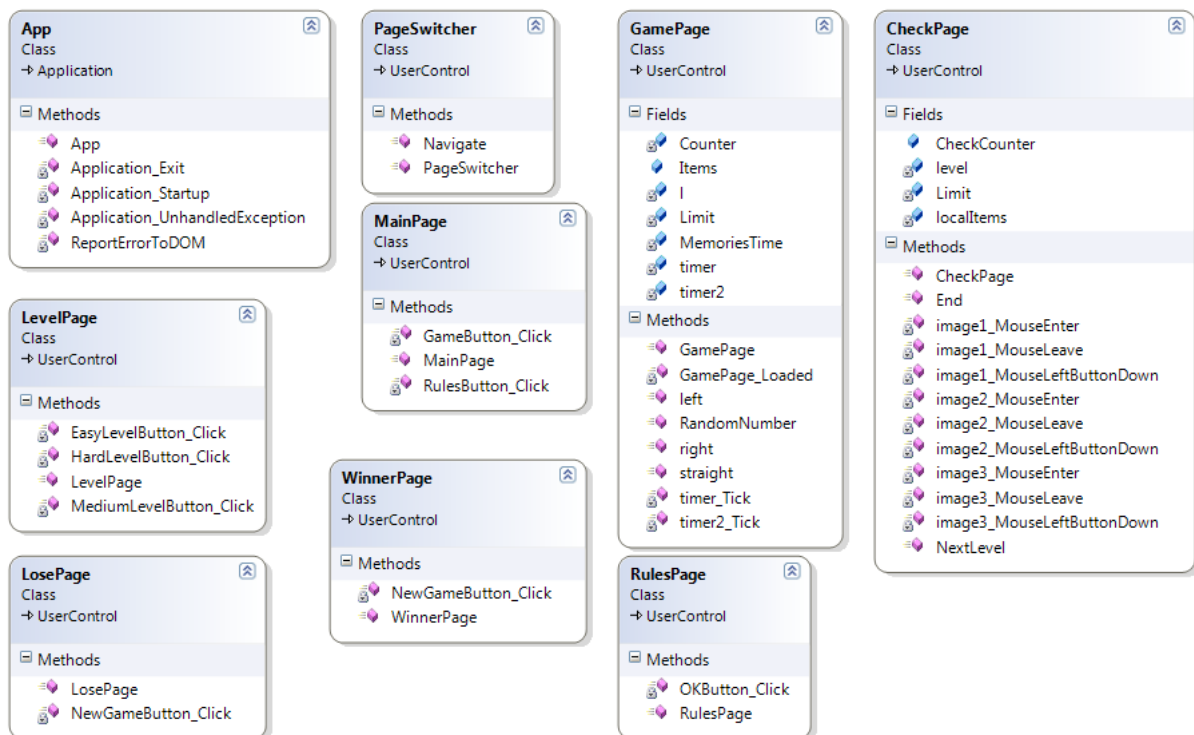 App
Class
Application
Methods
App
Application_Exit
Application_Startup
Application_UnhandledException
ReportErrorToDOM
PageSwitcher
Class
UserControl
Methods
Navigate
PageSwitcher
GamePage
Class
UserControl
Fields
Counter
Items
I
Limit
MemoriesTime
timer
timer2
Methods
GamePage
GamePage_Loaded
left
RandomNumber
right
straight
timer_Tick
timer2_Tick
CheckPage
Class
UserControl
Fields
CheckCounter
level
Limit
localItems
Methods
CheckPage
End
image1_MouseEnter
image1_MouseLeave
image1_MouseLeftButtonDown
image2_MouseEnter
image2_MouseLeave
image2_MouseLeftButtonDown
image3_MouseEnter
image3_MouseLeave
image3_MouseLeftButtonDown
NextLevel
MainPage
Class
UserControl
Methods
GameButton_Click
MainPage
RulesButton_Click
LevelPage
Class
UserControl
Methods
EasyLevelButton_Click
HardLevelButton_Click
LevelPage
MediumLevelButton_Click
WinnerPage
Class
UserControl
Methods
NewGameButton_Click
WinnerPage
LosePage
Class
UserControl
Methods
LosePage
NewGameButton_Click
RulesPage
Class
UserControl
Methods
OKButton_Click
RulesPage